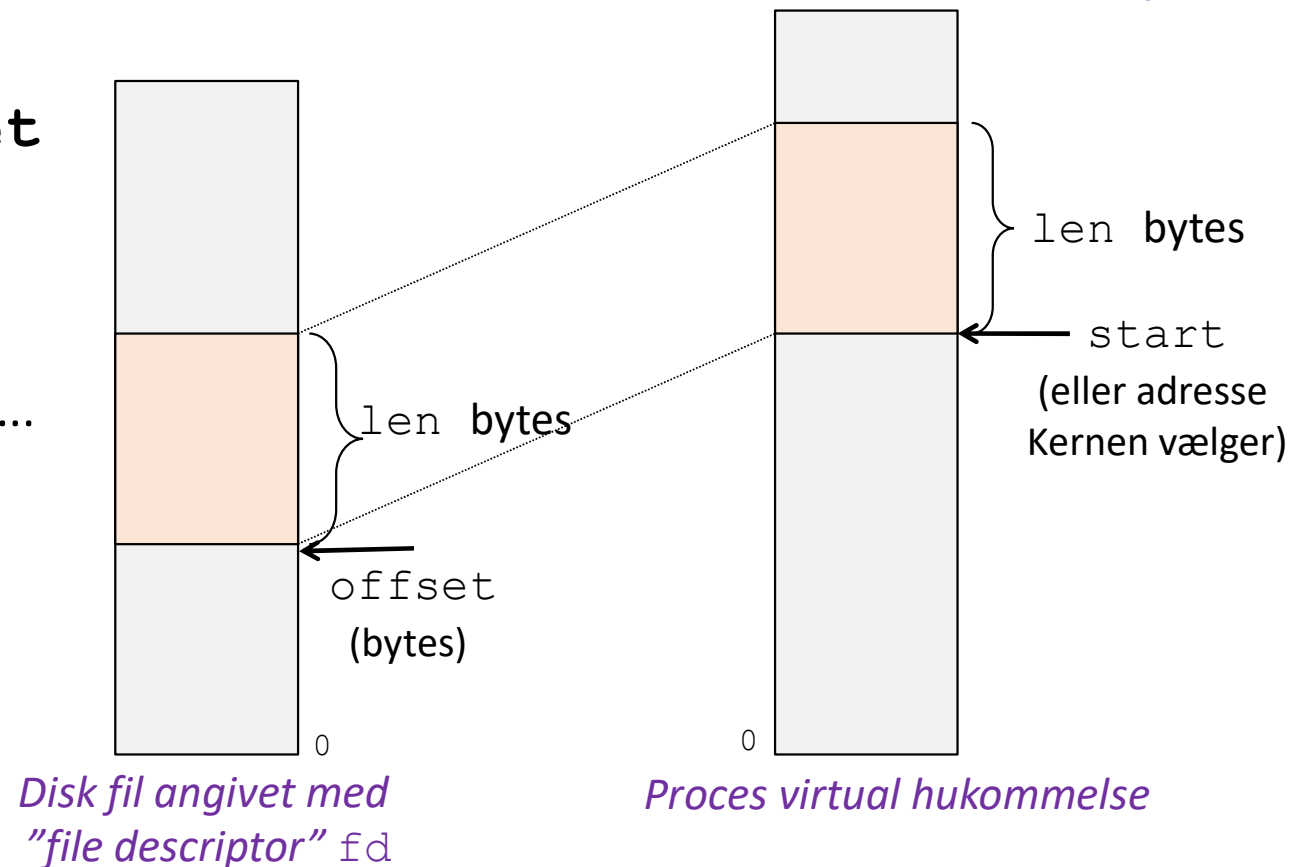 len bytes
start
(eller adresse
Kernen vælger)
…
len bytes
offset
(bytes)
0
0
Disk fil angivet med
”file descriptor” fd
Proces virtual hukommelse